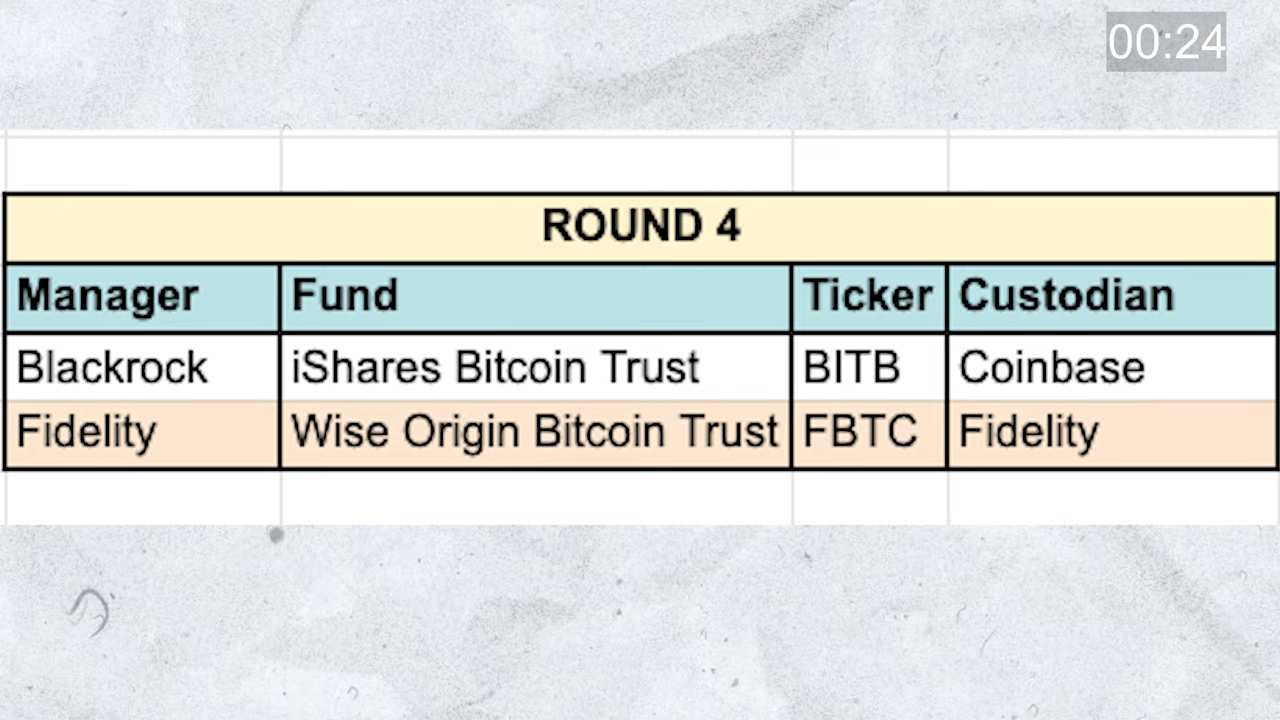 00:24
ROUND 4
Manager Fund Ticker Custodian
Blackrock iShares Bitcoin Trust BITB Coinbase
Fidelity Wise Origin Bitcoin Trust FBTC Fidelity